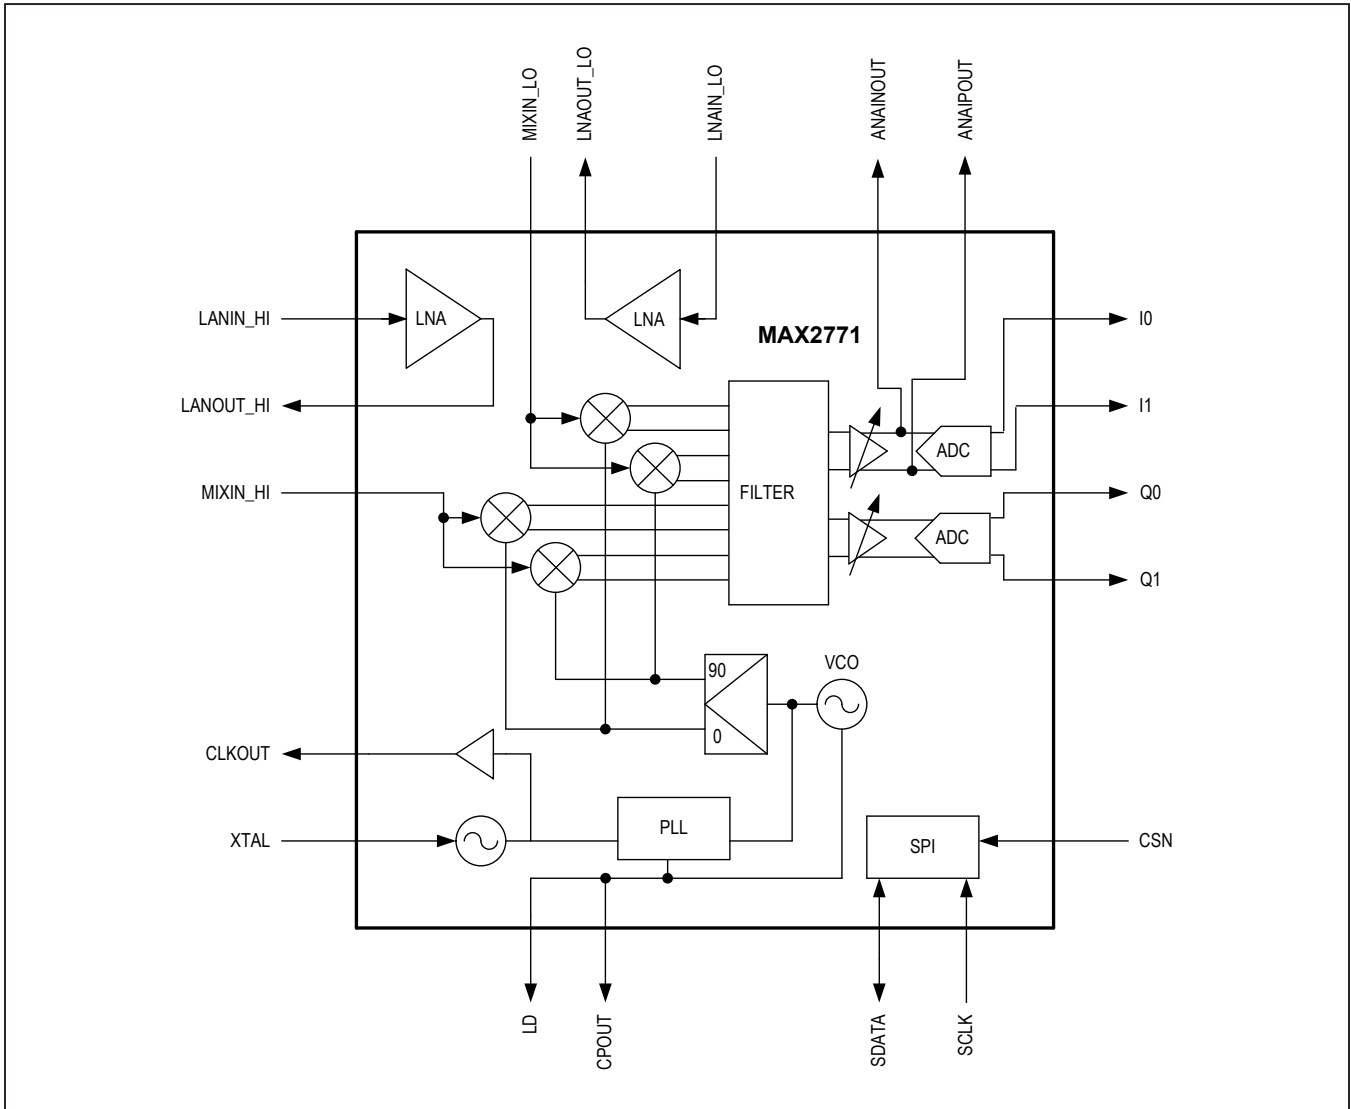 MIXIN_LO
LNAOUT_LO
LNAIN_LO
ANAINOUT
ANAIPOUT
LANIN_HI
LNA
LNA
MAX2771
I0
LANOUT_HI
I1
ADC
MIXIN_HI
FILTER
Q0
ADC
Q1
90
VCO
0
CLKOUT
PLL
XTAL
SPI
CSN
LD
CPOUT
SDATA
SCLK